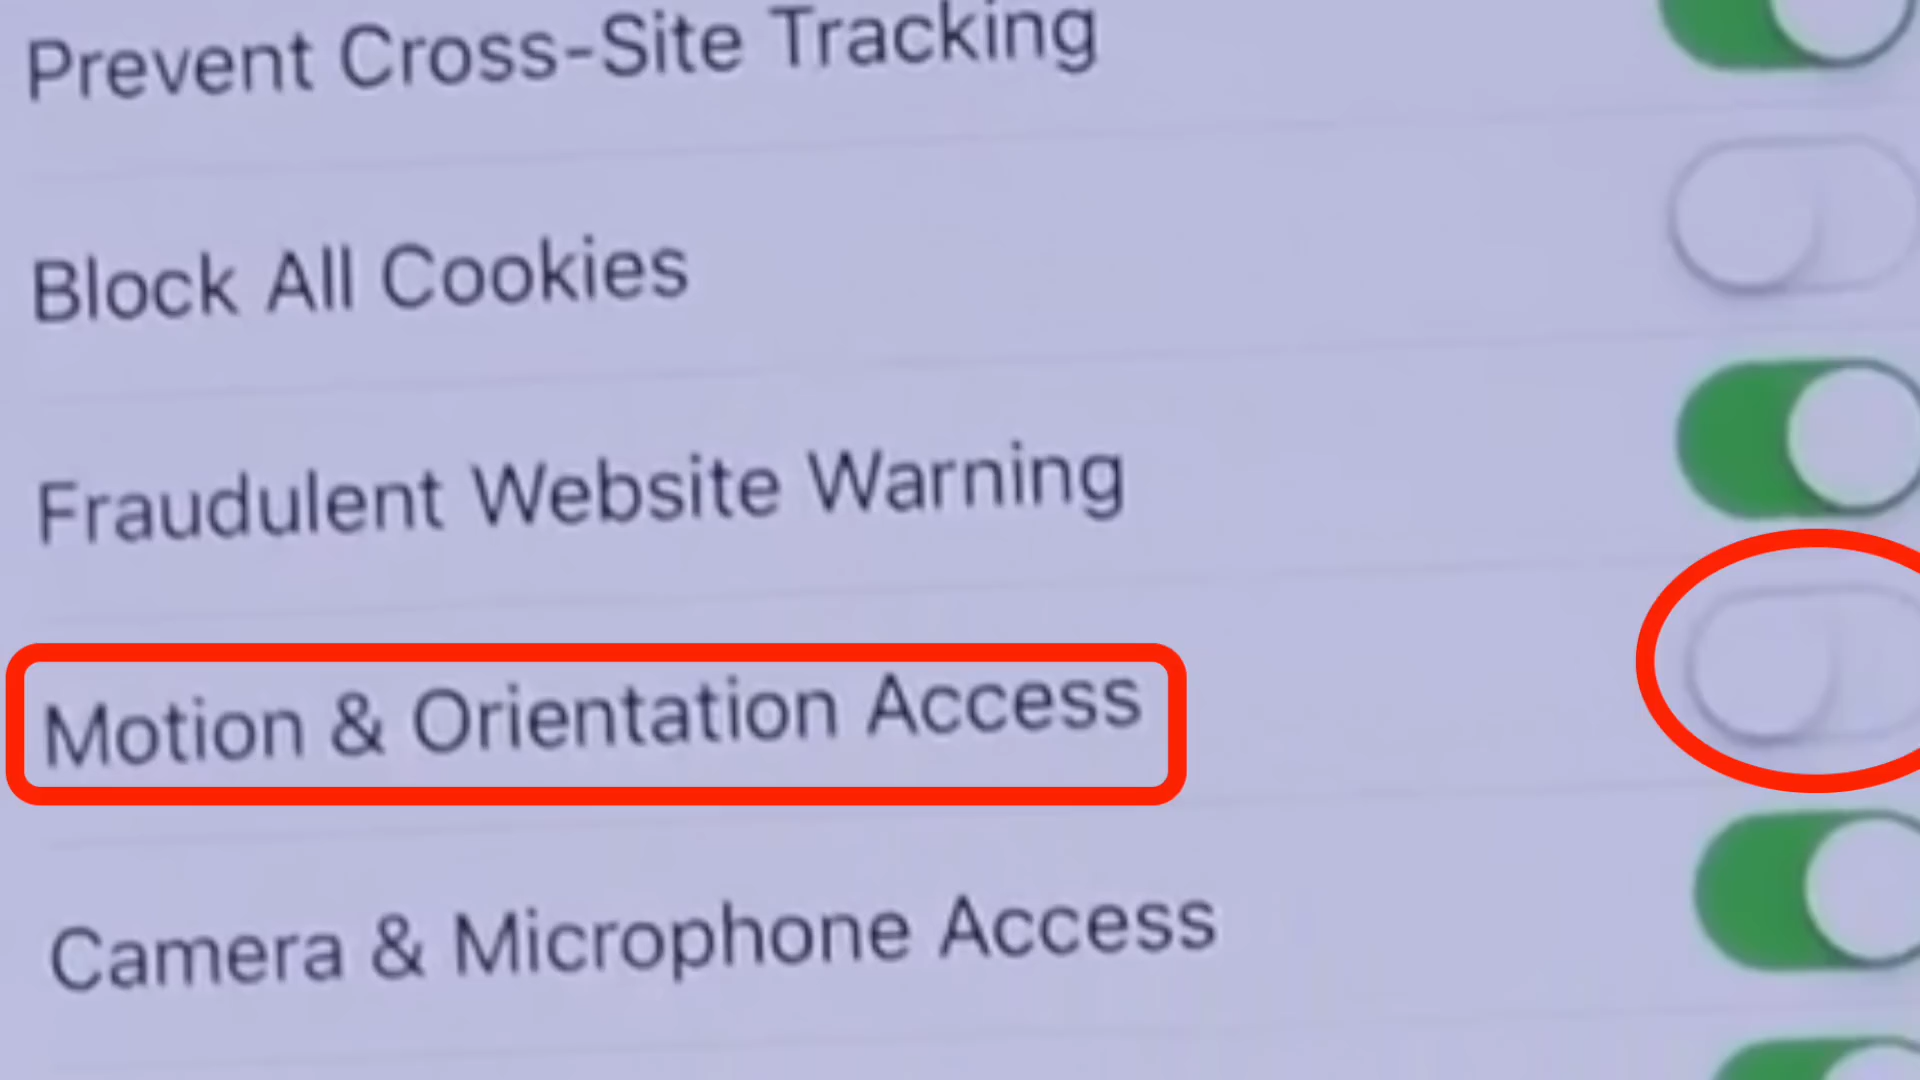 Prevent Cross-Site Tracking
Block All Cookies
Fraudulent Website Warning
Motion & Orientation Access
Camera & Microphone Access